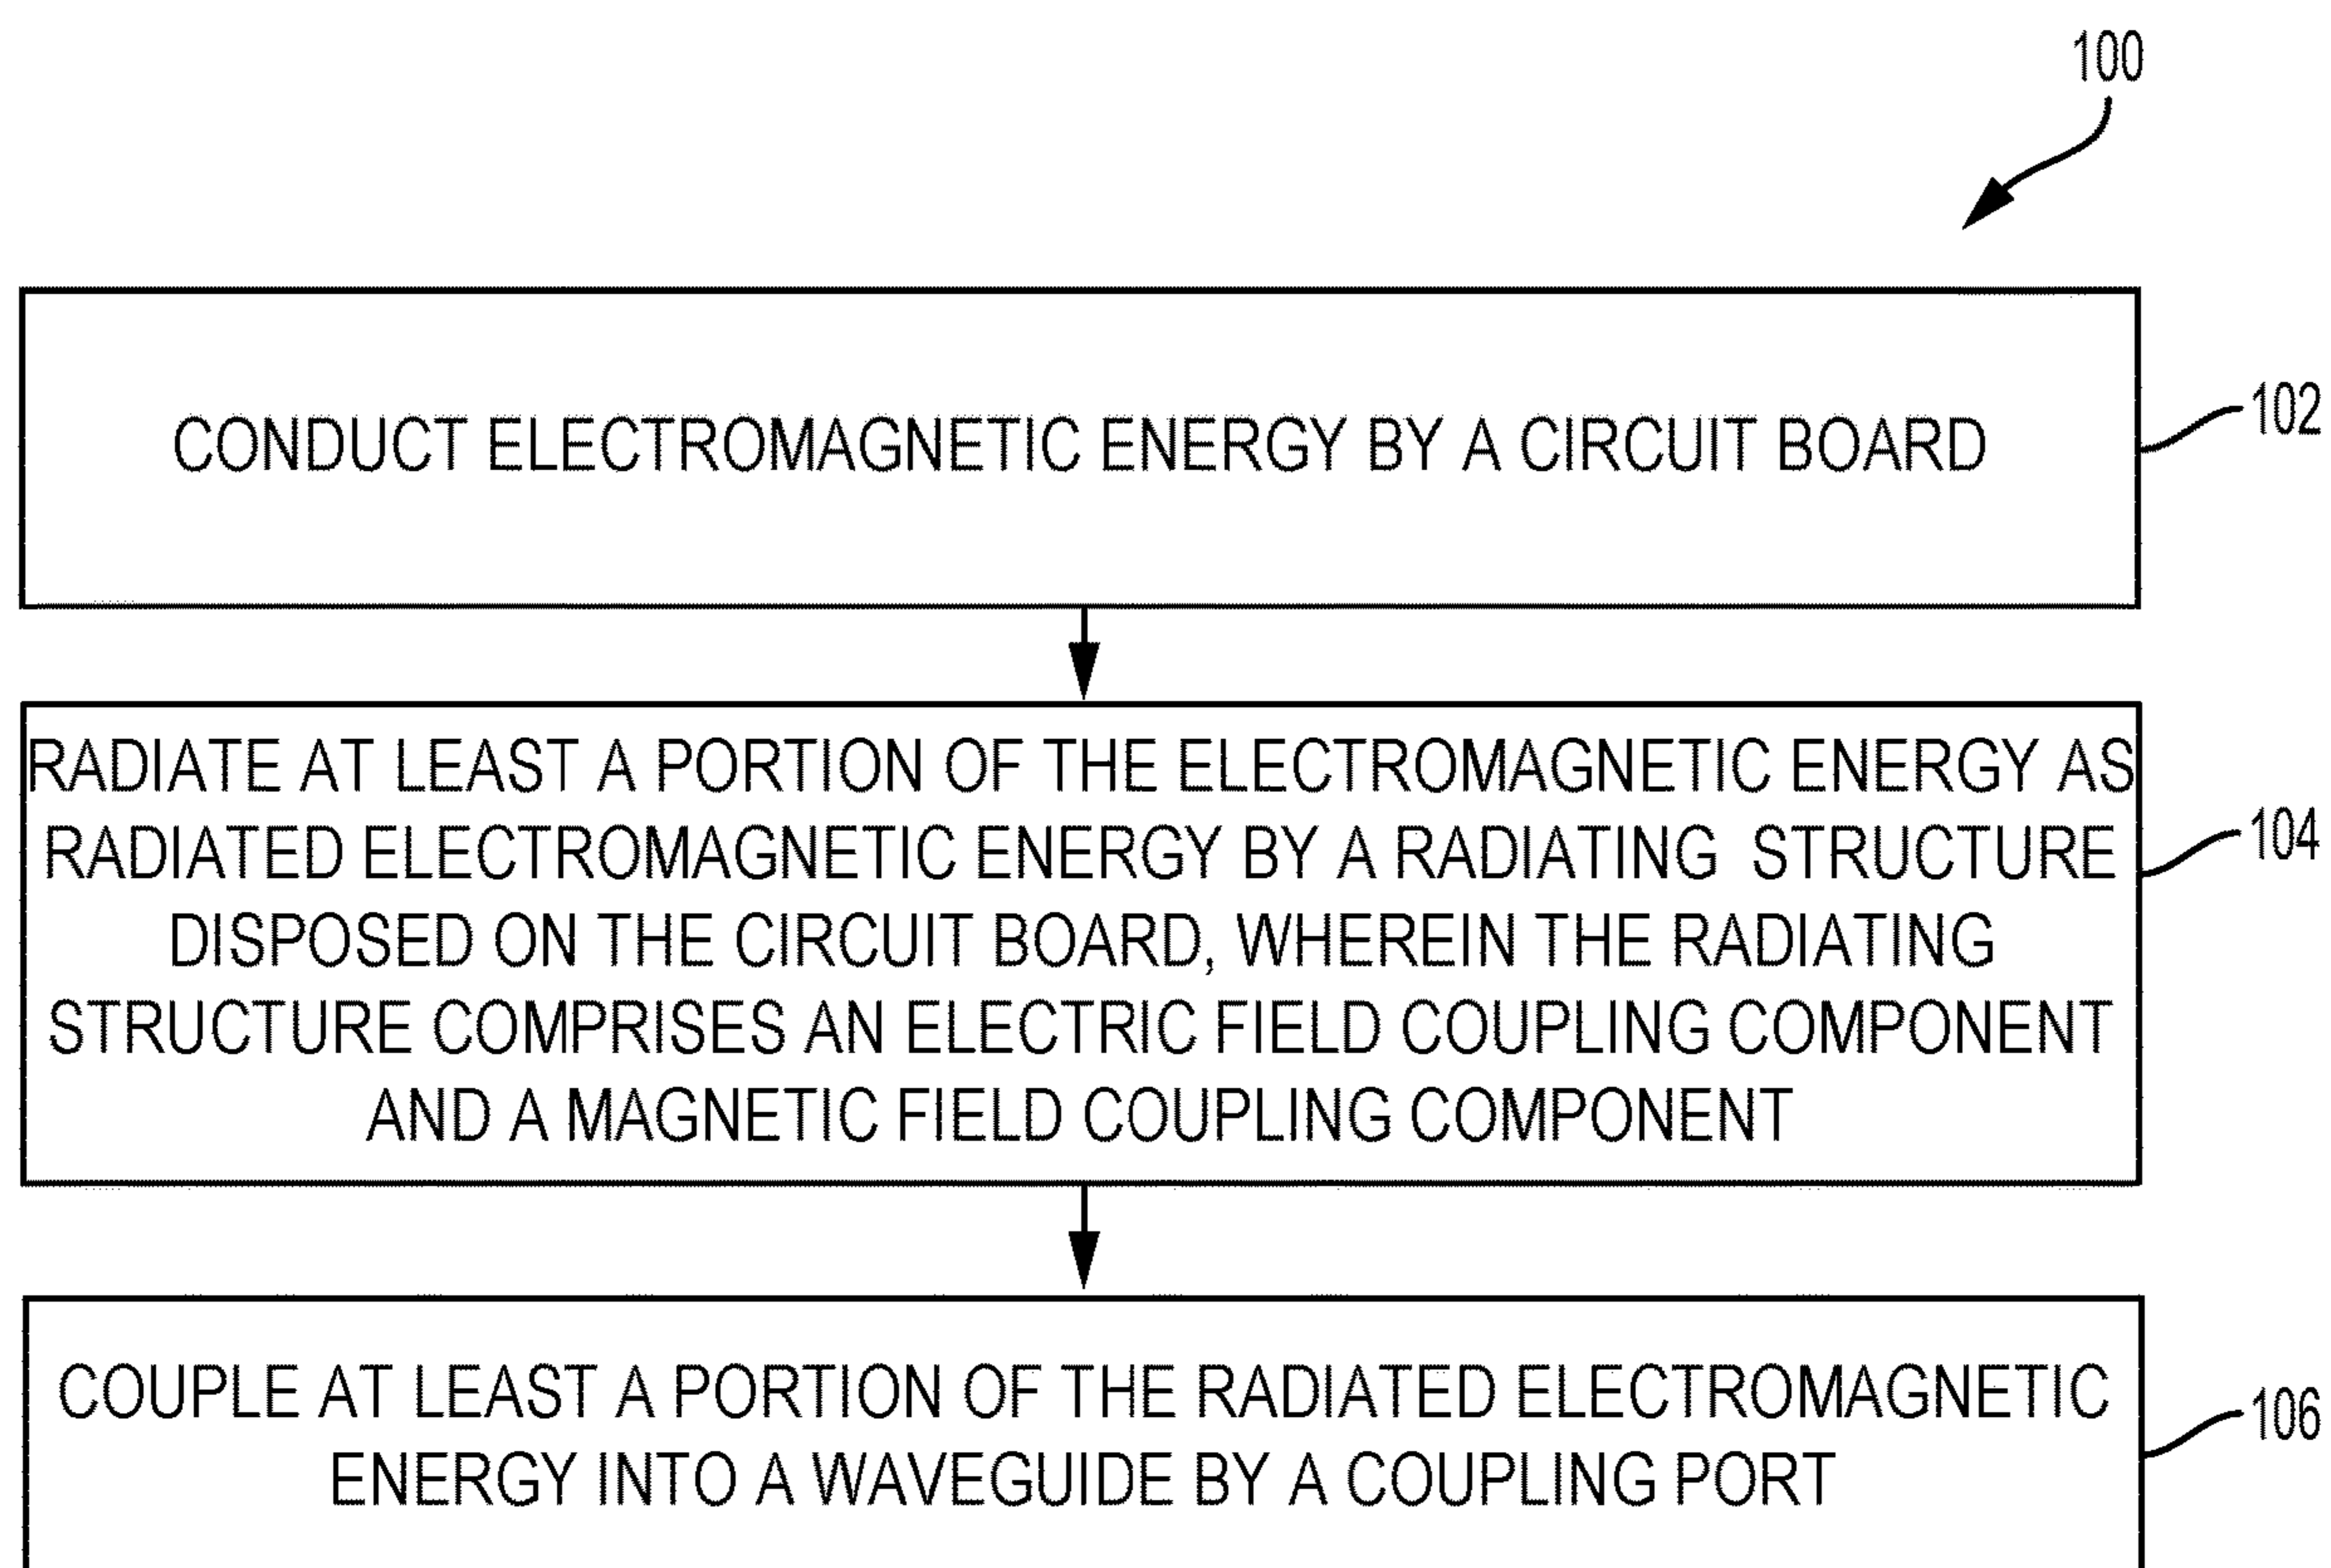 100
CONDUCT ELECTROMAGNETIC ENERGY BY A CIRCUIT BOARD
102
RADIATE AT LEAST A PORTION OF THE ELECTROMAGNETIC ENERGY AS
RADIATED ELECTROMAGNETIC ENERGY BY A RADIATING STRUCTURE
DISPOSED ON THE CIRCUIT BOARD, WHEREIN THE RADIATING
STRUCTURE COMPRISES AN ELECTRIC FIELD COUPLING COMPONENT
AND A MAGNETIC FIELD COUPLING COMPONENT
104
COUPLE AT LEAST A PORTION OF THE RADIATED ELECTROMAGNETIC
ENERGY INTO A WAVEGUIDE BY A COUPLING PORT
106